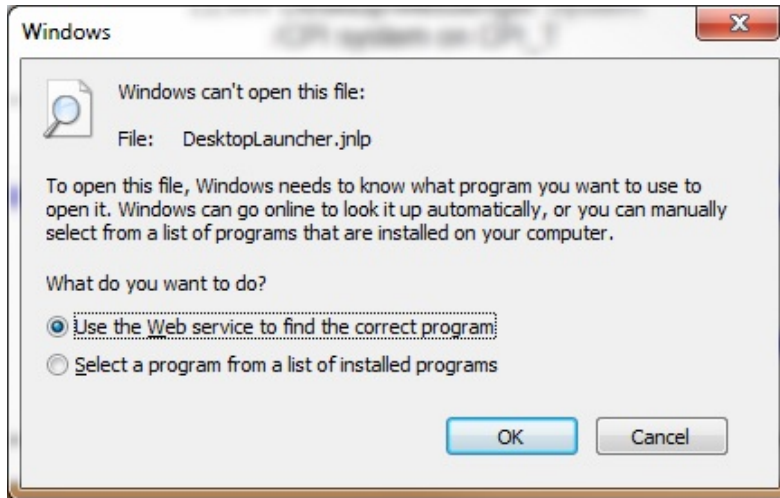 Windows
Windows can't open this file:
File: DesktopLauncher.jnlp
To open this file, Windows needs to know what program you want to use to
open it. Windows can go online to look it up automatically, or you can manually
select from a list of programs that are installed on your computer.
What do you want to do?
Use the Web service to find the correct program
Select a program from a list of installed programs
OK Cancel